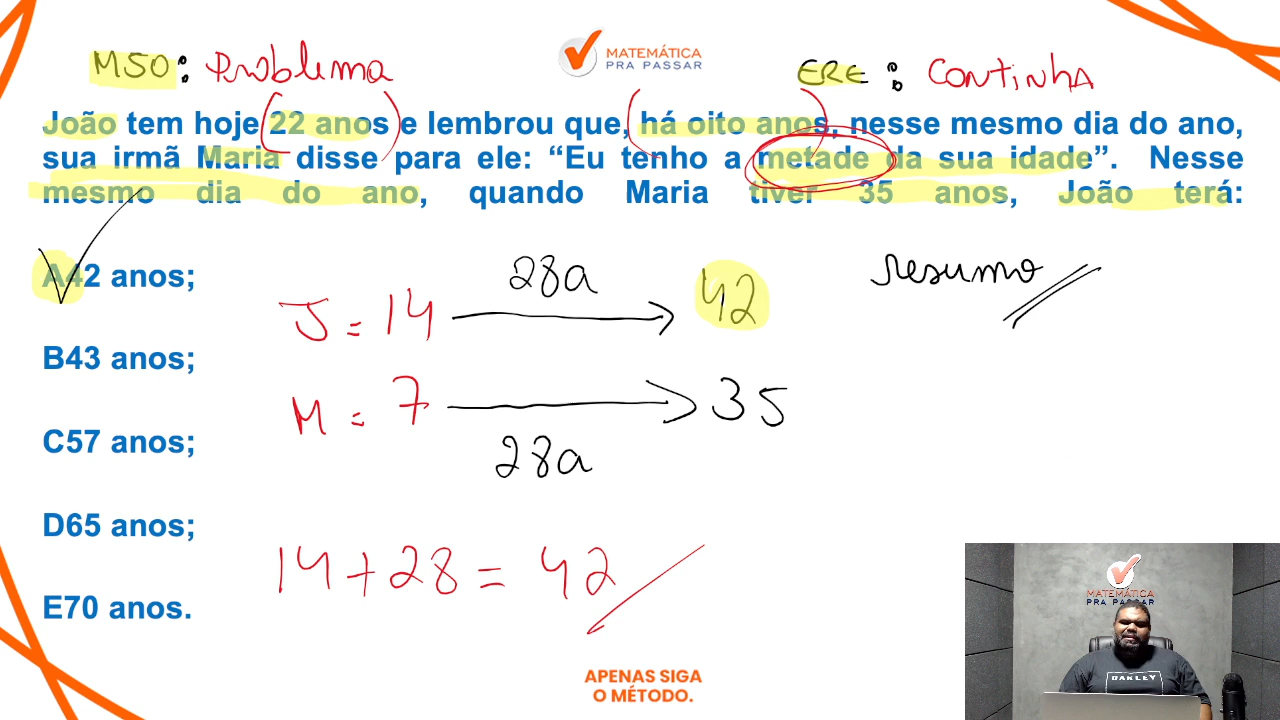 MATEMÁTICA
PRA PASSAR
M50: Problema
ERE: Continha
João tem hoje 22 anos e lembrou que, há oito anos, nesse mesmo dia do ano,
sua irmã Maria disse para ele: “Eu tenho a metade da sua idade”. Nesse
mesmo dia do ano, quando Maria tiver 35 anos, João terá:
A42 anos;
28a
resumo
J = 14
42
B43 anos;
M = 7
35
C57 anos;
28a
D65 anos;
14+28=42
E70 anos.
MATEMÁTICA
PRA PASSAR
OAKLEY
APENAS SIGA
O MÉTODO.